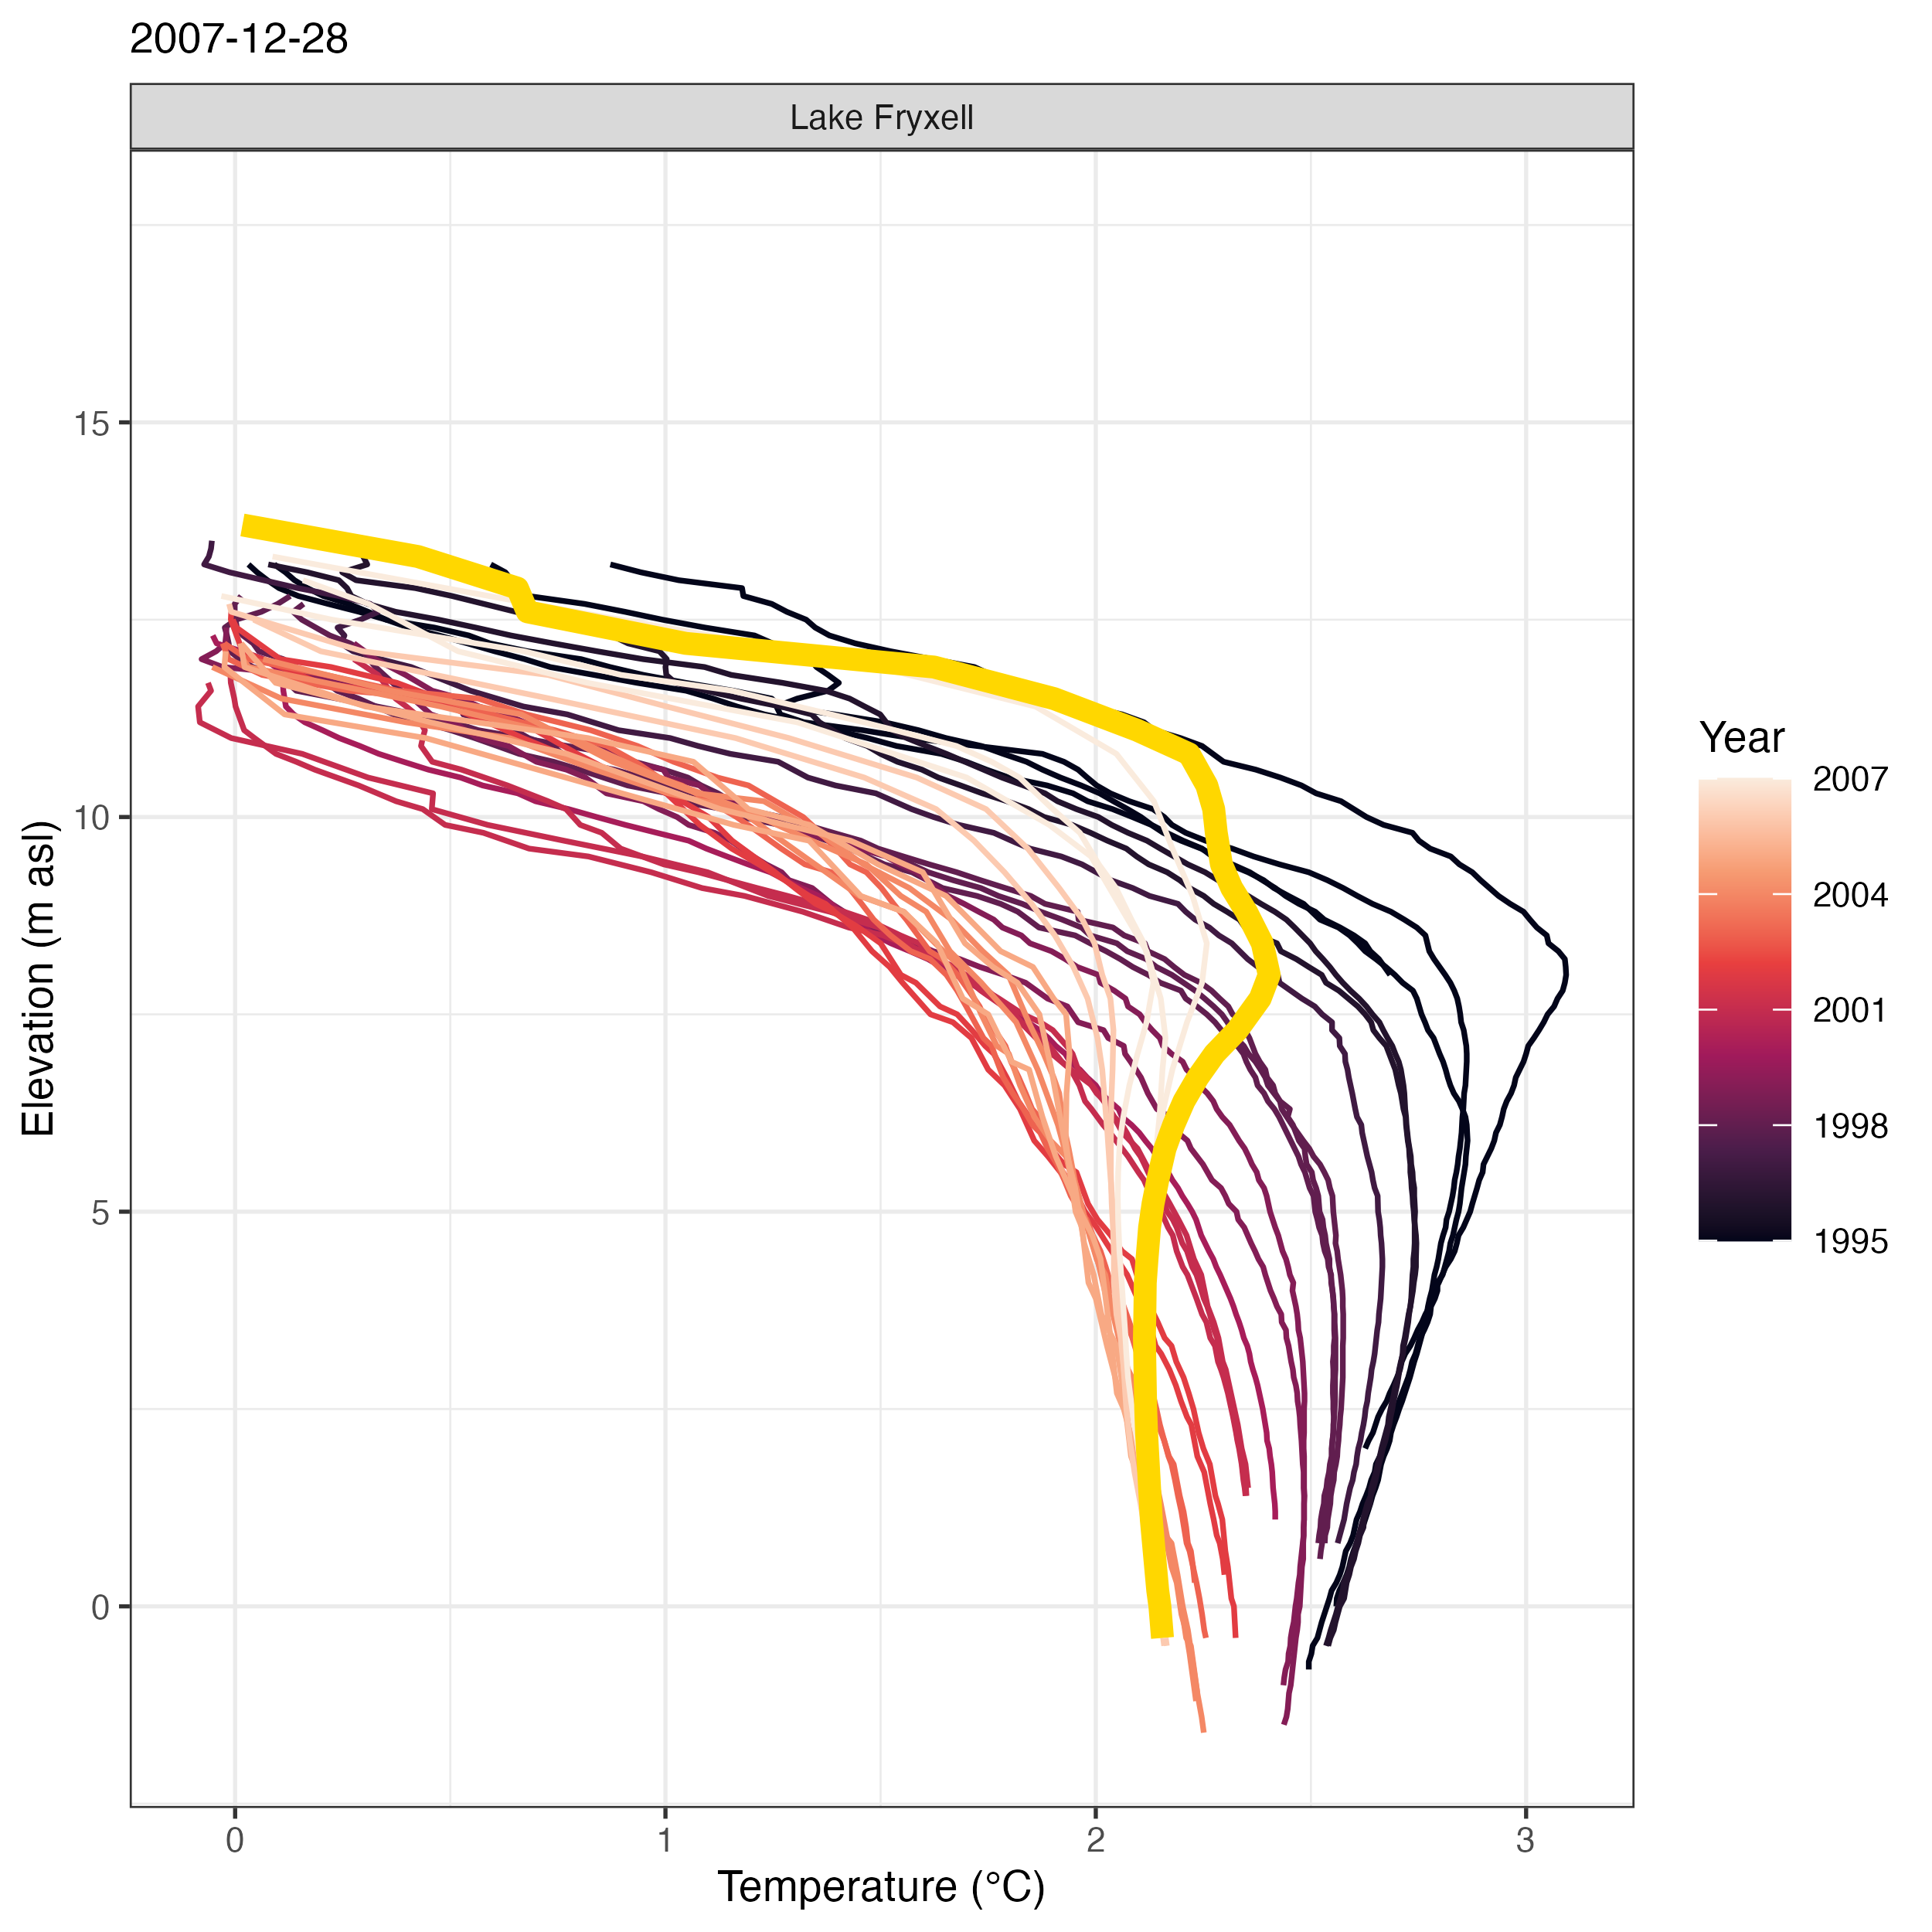 2007-12-28
Lake Fryxell
15
10
5
0
Elevation (m asl)
0 1 2 3
Temperature (°C)
Year
2007
2004
2001
1998
1995